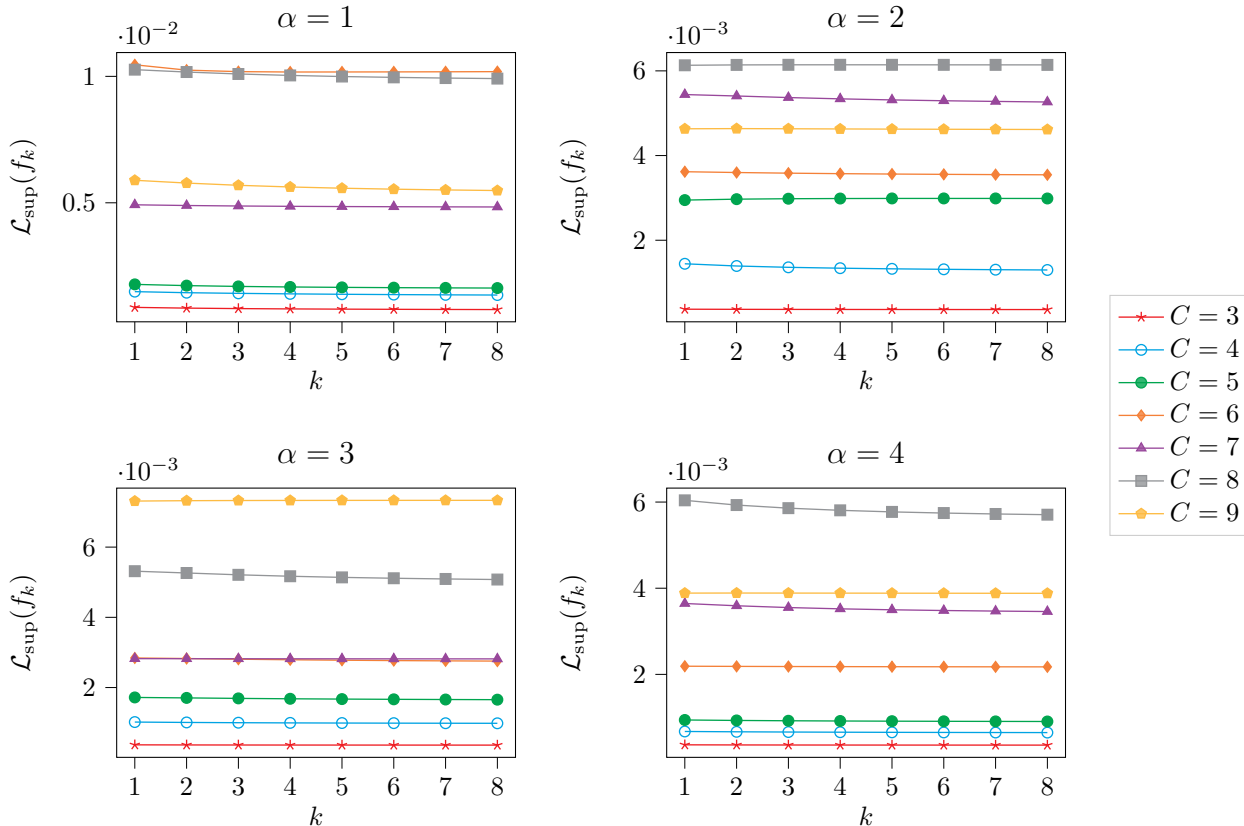 α = 1
·10⁻²
1
0.5
ℒsup(fk)
1 2 3 4 5 6 7 8
k
α = 2
·10⁻³
6
4
2
ℒsup(fk)
1 2 3 4 5 6 7 8
k
α = 3
·10⁻³
6
4
2
ℒsup(fk)
1 2 3 4 5 6 7 8
k
α = 4
·10⁻³
6
4
2
ℒsup(fk)
1 2 3 4 5 6 7 8
k
C = 3
C = 4
C = 5
C = 6
C = 7
C = 8
C = 9